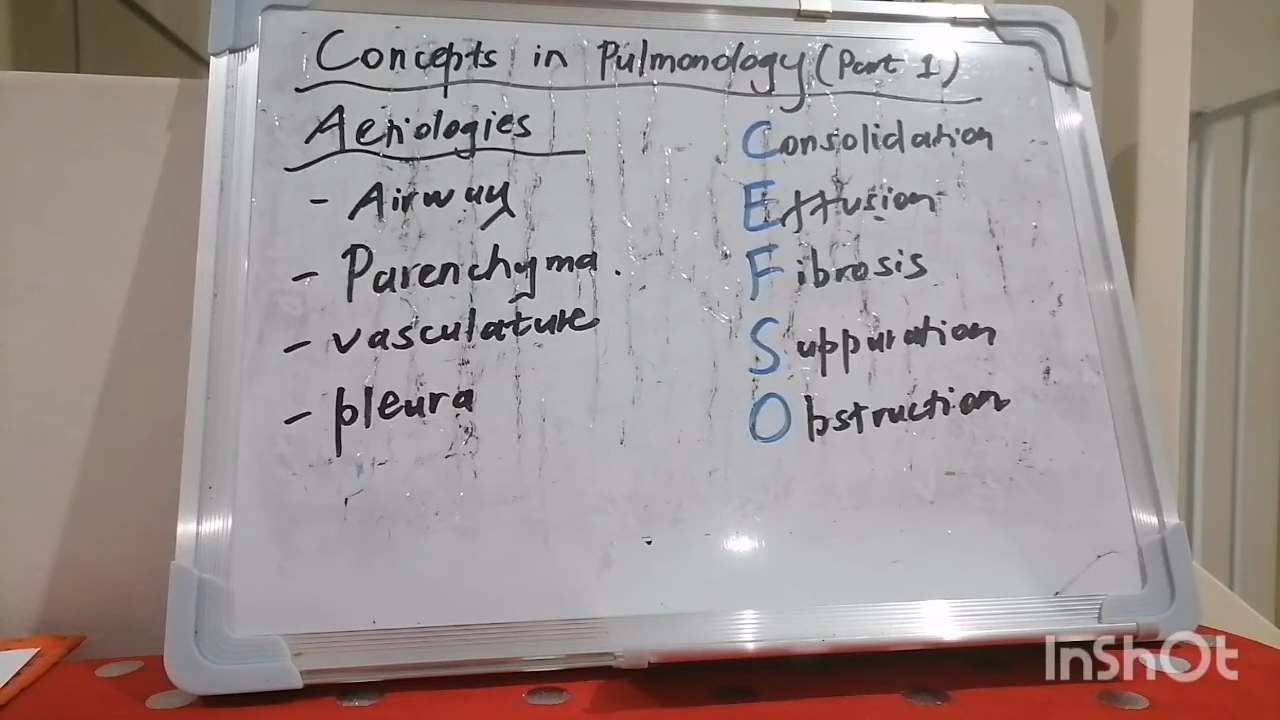 Concepts in Pulmonology (Part 1)
Aetiologies
- Airway
- Parenchyma.
- vasculature
- pleura
Consolidation
Effusion
Fibrosis
Suppuration
Obstruction
InShOt